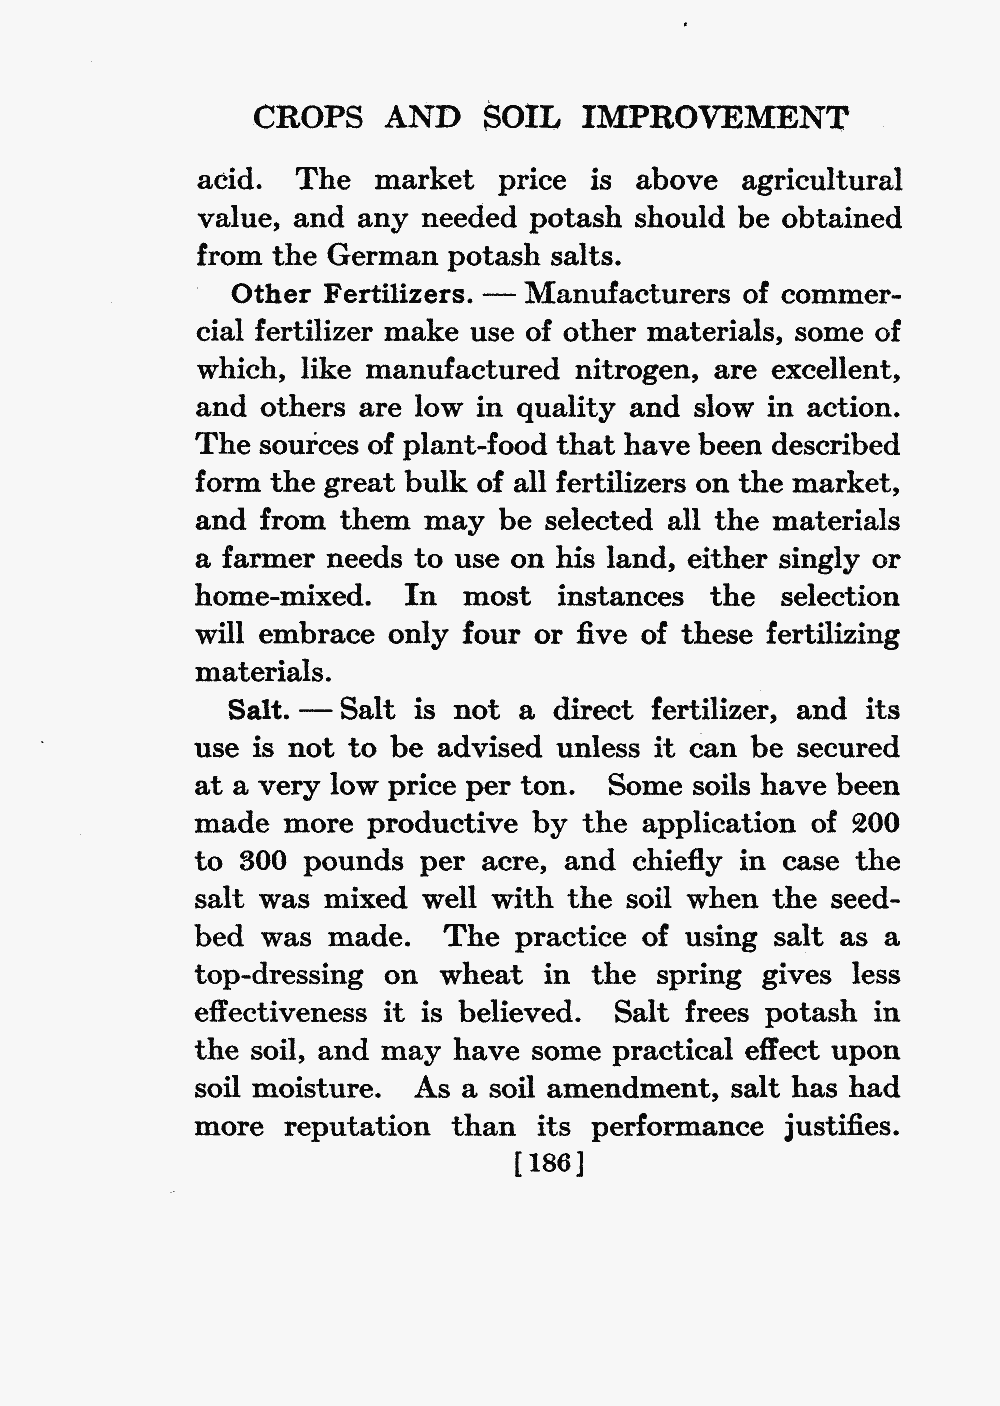 CROPS AND SOIL IMPROVEMENT
acid. The market price is above agricultural
value, and any needed potash should be obtained
from the German potash salts.
Other Fertilizers. — Manufacturers of commer-
cial fertilizer make use of other materials, some of
which, like manufactured nitrogen, are excellent,
and others are low in quality and slow in action.
The sources of plant-food that have been described
form the great bulk of all fertilizers on the market,
and from them may be selected all the materials
a farmer needs to use on his land, either singly or
home-mixed. In most instances the selection
will embrace only four or five of these fertilizing
materials.
Salt. — Salt is not a direct fertilizer, and its
use is not to be advised unless it can be secured
at a very low price per ton. Some soils have been
made more productive by the application of 200
to 300 pounds per acre, and chiefly in case the
salt was mixed well with the soil when the seed-
bed was made. The practice of using salt as a
top-dressing on wheat in the spring gives less
effectiveness it is believed. Salt frees potash in
the soil, and may have some practical effect upon
soil moisture. As a soil amendment, salt has had
more reputation than its performance justifies.
[186]